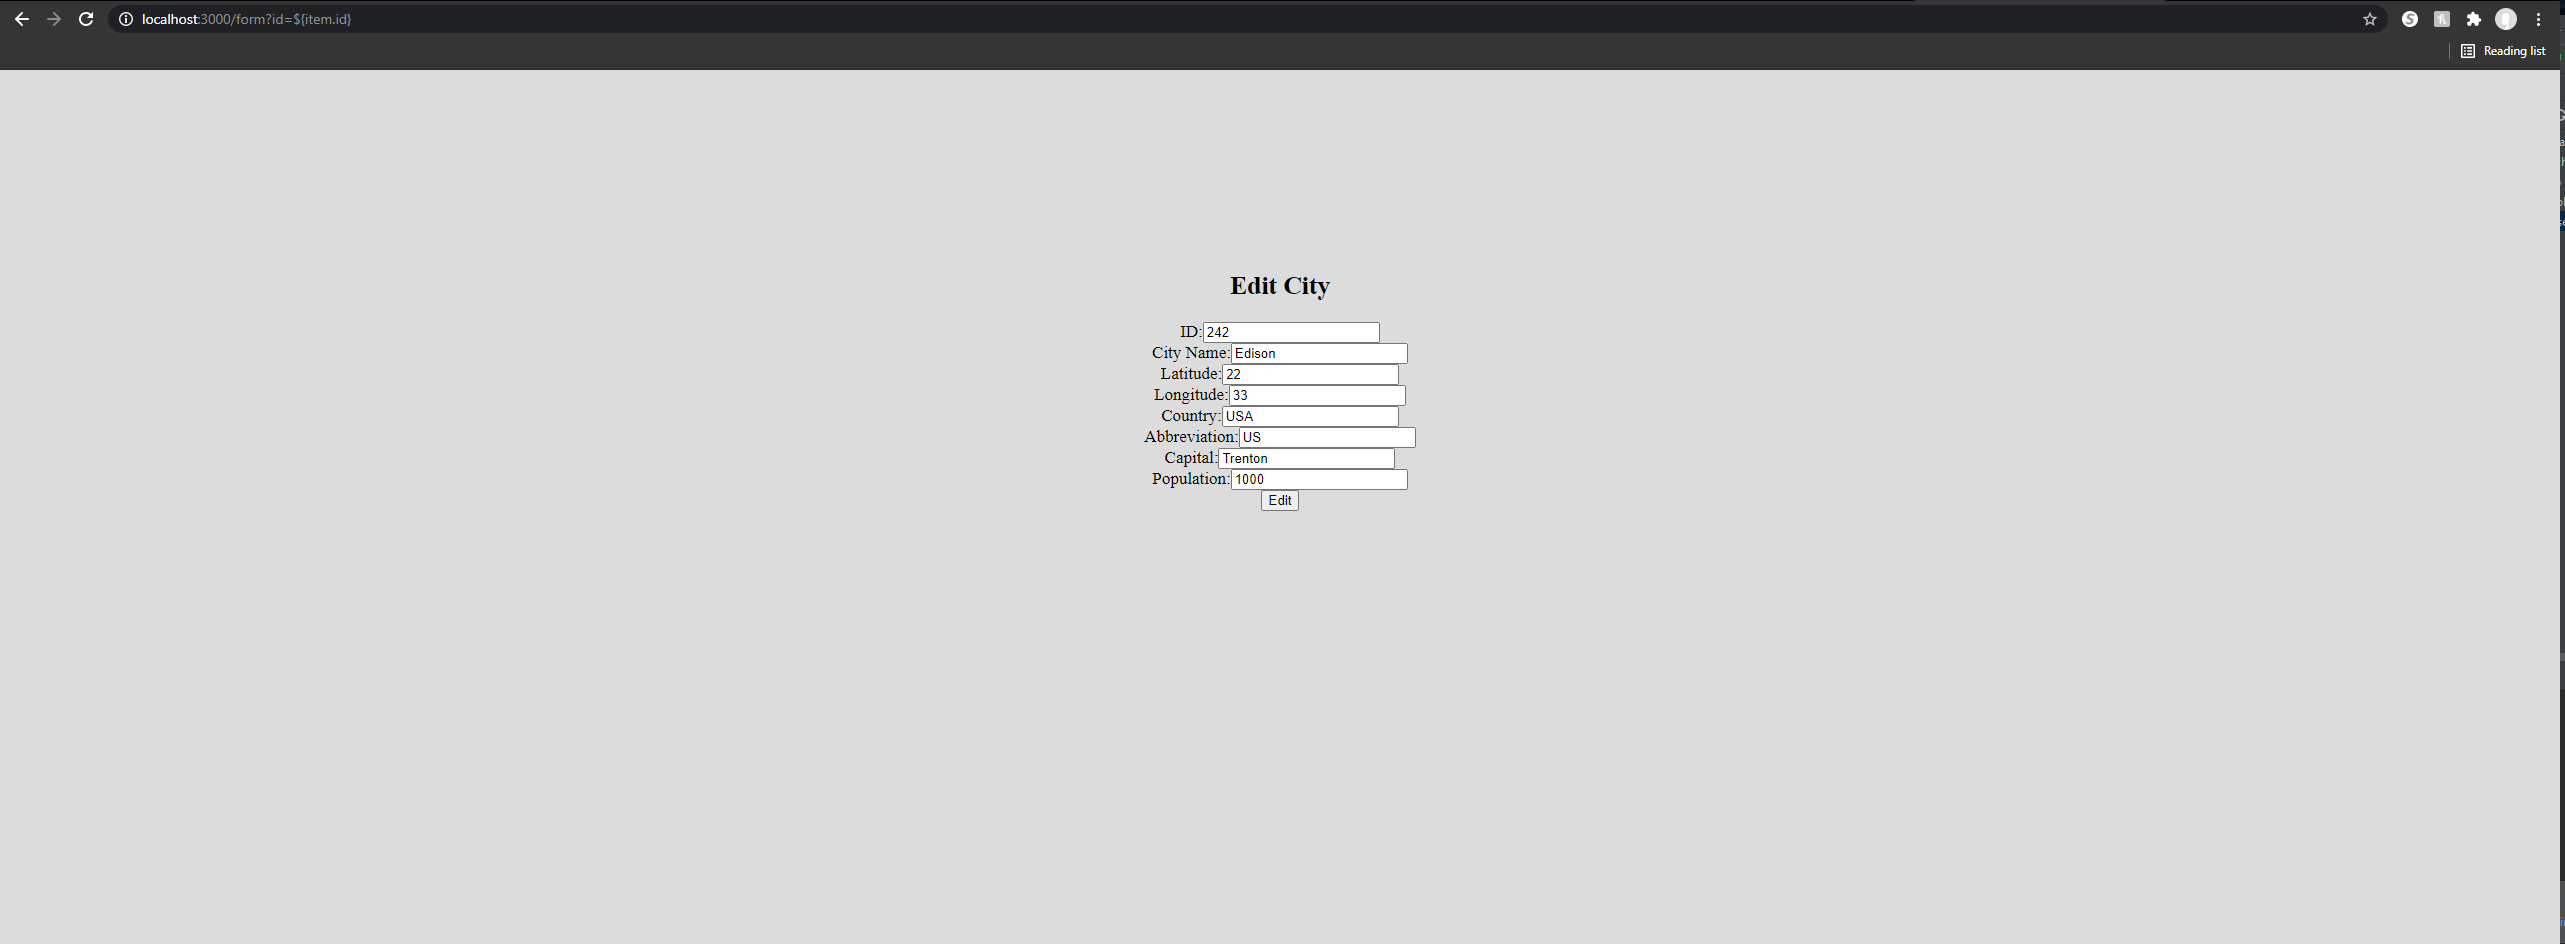 localhost:3000/form?id=${item.id}
Reading list
Edit City
ID: 242
City Name: Edison
Latitude: 22
Longitude: 33
Country: USA
Abbreviation: US
Capital: Trenton
Population: 1000
Edit